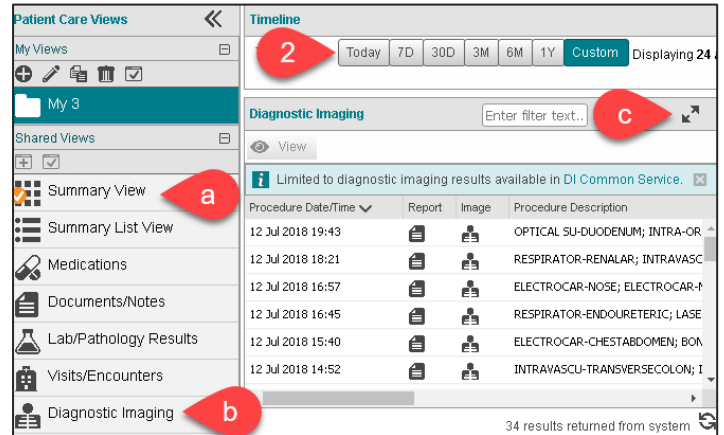 Patient Care Views
My Views
My 3
Shared Views
Summary View
a
Summary List View
Medications
Documents/Notes
Lab/Pathology Results
Visits/Encounters
Diagnostic Imaging
b
Timeline
2
Today 7D 30D 3M 6M 1Y Custom Displaying 24
Diagnostic Imaging Enter filter text.. c
View
i Limited to diagnostic imaging results available in DI Common Service.
Procedure Date/Time Report Image Procedure Description
12 Jul 2018 19:43 OPTICAL SU-DUODENUM; INTRA-OR
12 Jul 2018 18:21 RESPIRATOR-RENALAR; INTRAVASC
12 Jul 2018 16:57 ELECTROCAR-NOSE; ELECTROCAR-
12 Jul 2018 16:45 RESPIRATOR-ENDOURETERIC; LASE
12 Jul 2018 15:40 ELECTROCAR-CHESTABDOMEN; BON
12 Jul 2018 14:52 INTRAVASCU-TRANSVERSECOLON;
34 results returned from system